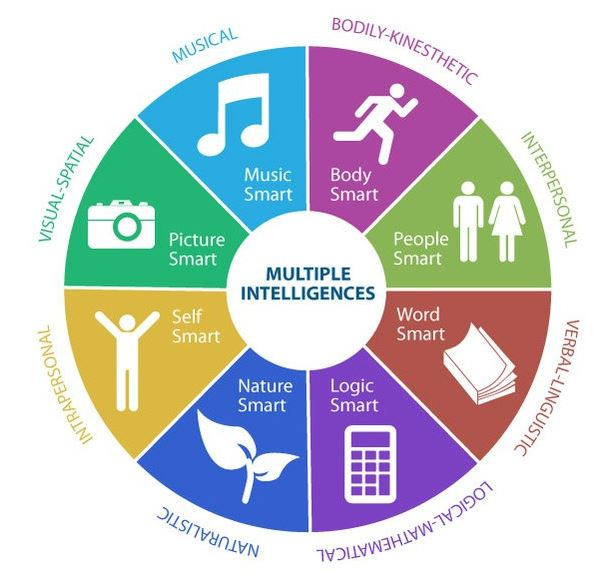 MUSICAL
BODILY-KINESTHETIC
INTERPERSONAL
VERBAL-LINGUISTIC
LOGICAL-MATHEMATICAL
NATURALISTIC
INTRAPERSONAL
VISUAL-SPATIAL
Music
Smart
Body
Smart
People
Smart
Word
Smart
Logic
Smart
Nature
Smart
Self
Smart
Picture
Smart
MULTIPLE
INTELLIGENCES